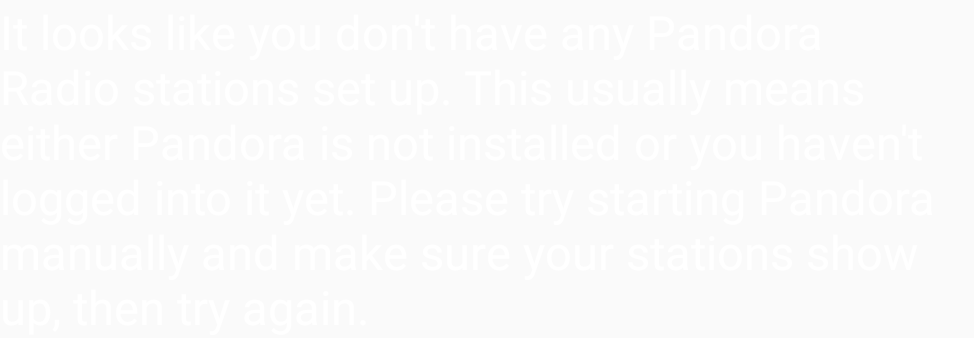 It looks like you don't have any Pandora
Radio stations set up. This usually means
either Pandora is not installed or you haven't
logged into it yet. Please try starting Pandora
manually and make sure your stations show
up, then try again.